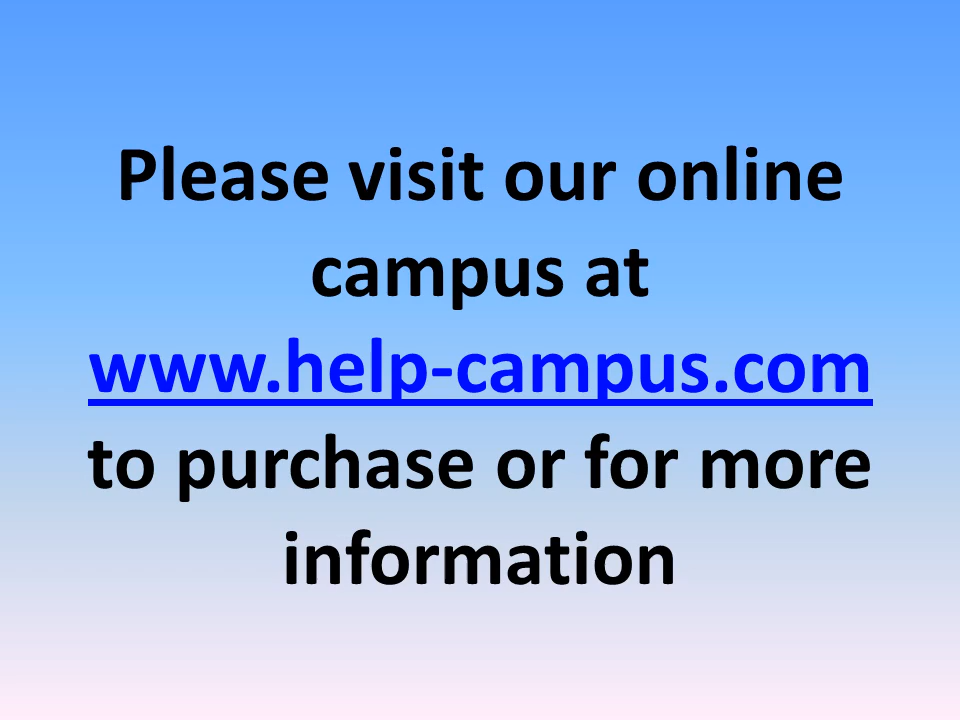 Please visit our online
campus at
www.help-campus.com
to purchase or for more
information